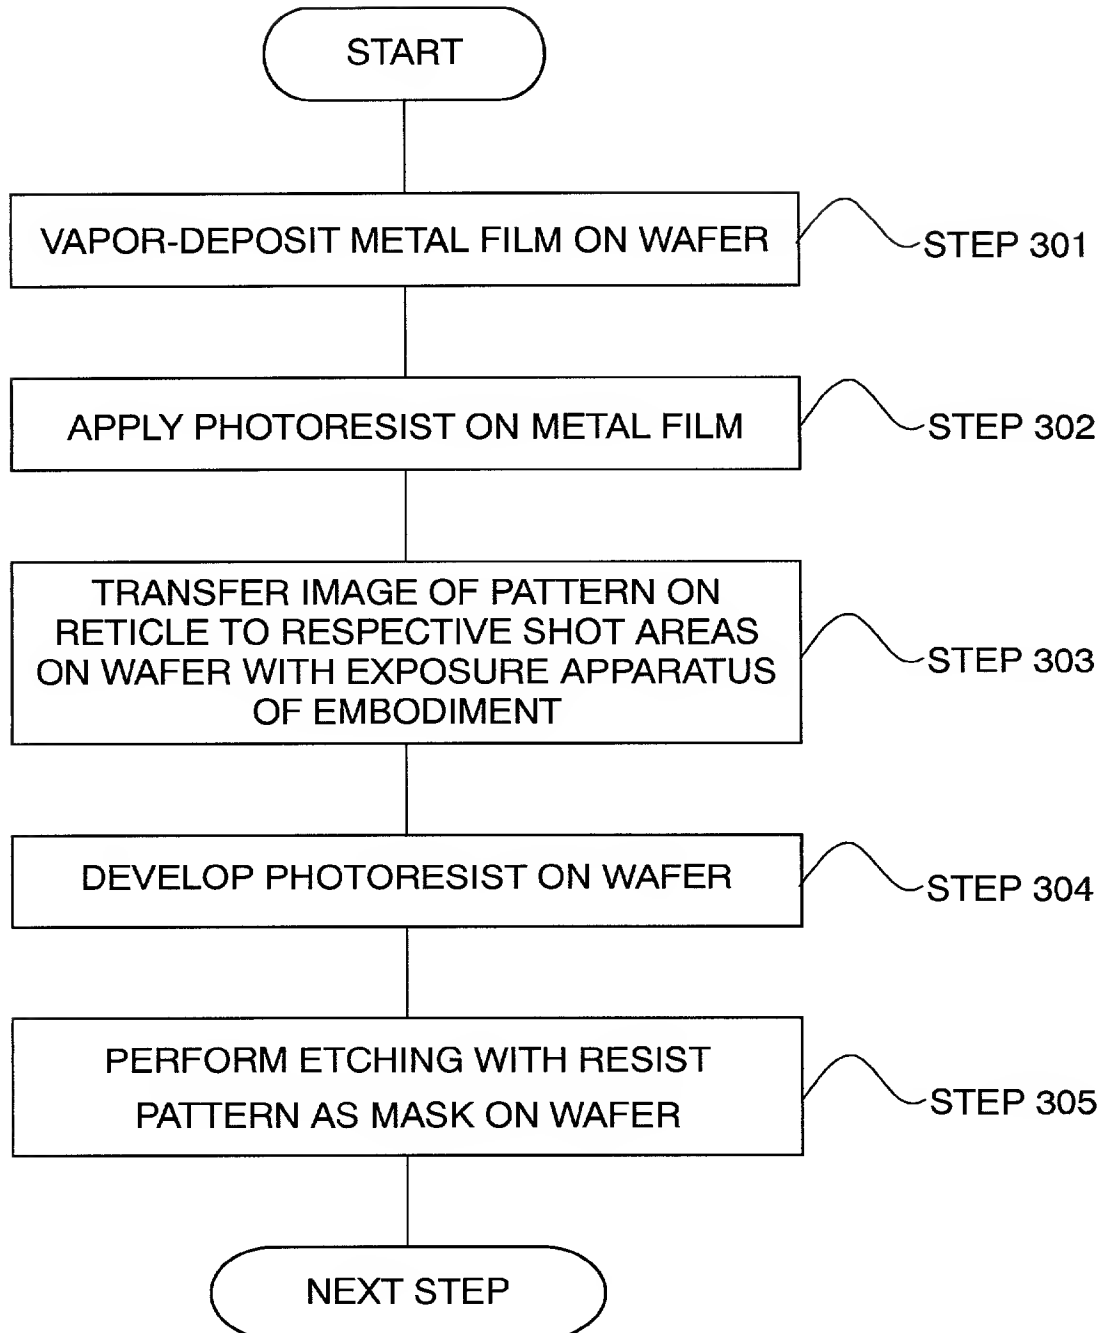 START
VAPOR-DEPOSIT METAL FILM ON WAFER
STEP 301
APPLY PHOTORESIST ON METAL FILM
STEP 302
TRANSFER IMAGE OF PATTERN ON
RETICLE TO RESPECTIVE SHOT AREAS
ON WAFER WITH EXPOSURE APPARATUS
OF EMBODIMENT
STEP 303
DEVELOP PHOTORESIST ON WAFER
STEP 304
PERFORM ETCHING WITH RESIST
PATTERN AS MASK ON WAFER
STEP 305
NEXT STEP